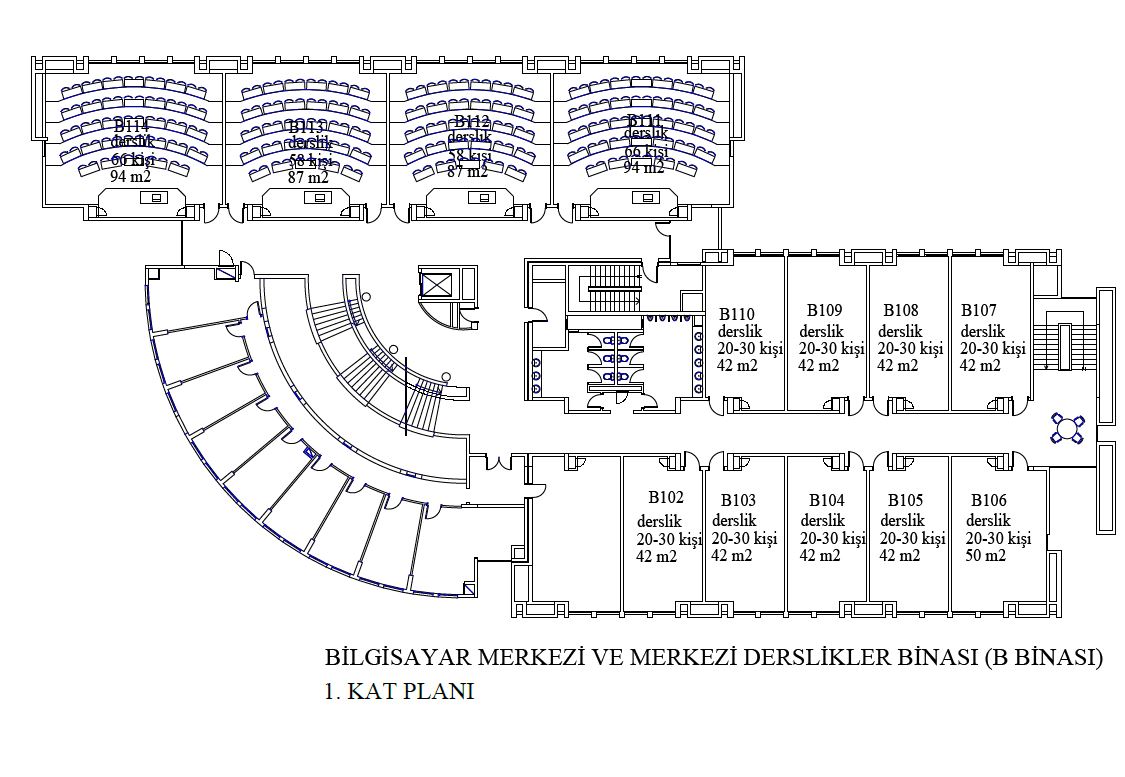 B114
derslik
66 kişi
94 m2
B113
derslik
58 kişi
87 m2
B112
derslik
58 kişi
87 m2
B111
derslik
66 kişi
94 m2
B110
derslik
20-30 kişi
42 m2
B109
derslik
20-30 kişi
42 m2
B108
derslik
20-30 kişi
42 m2
B107
derslik
20-30 kişi
42 m2
B102
derslik
20-30 kişi
42 m2
B103
derslik
20-30 kişi
42 m2
B104
derslik
20-30 kişi
42 m2
B105
derslik
20-30 kişi
42 m2
B106
derslik
20-30 kişi
50 m2
BİLGİSAYAR MERKEZİ VE MERKEZİ DERSLİKLER BİNASI (B BİNASI)
1. KAT PLANI